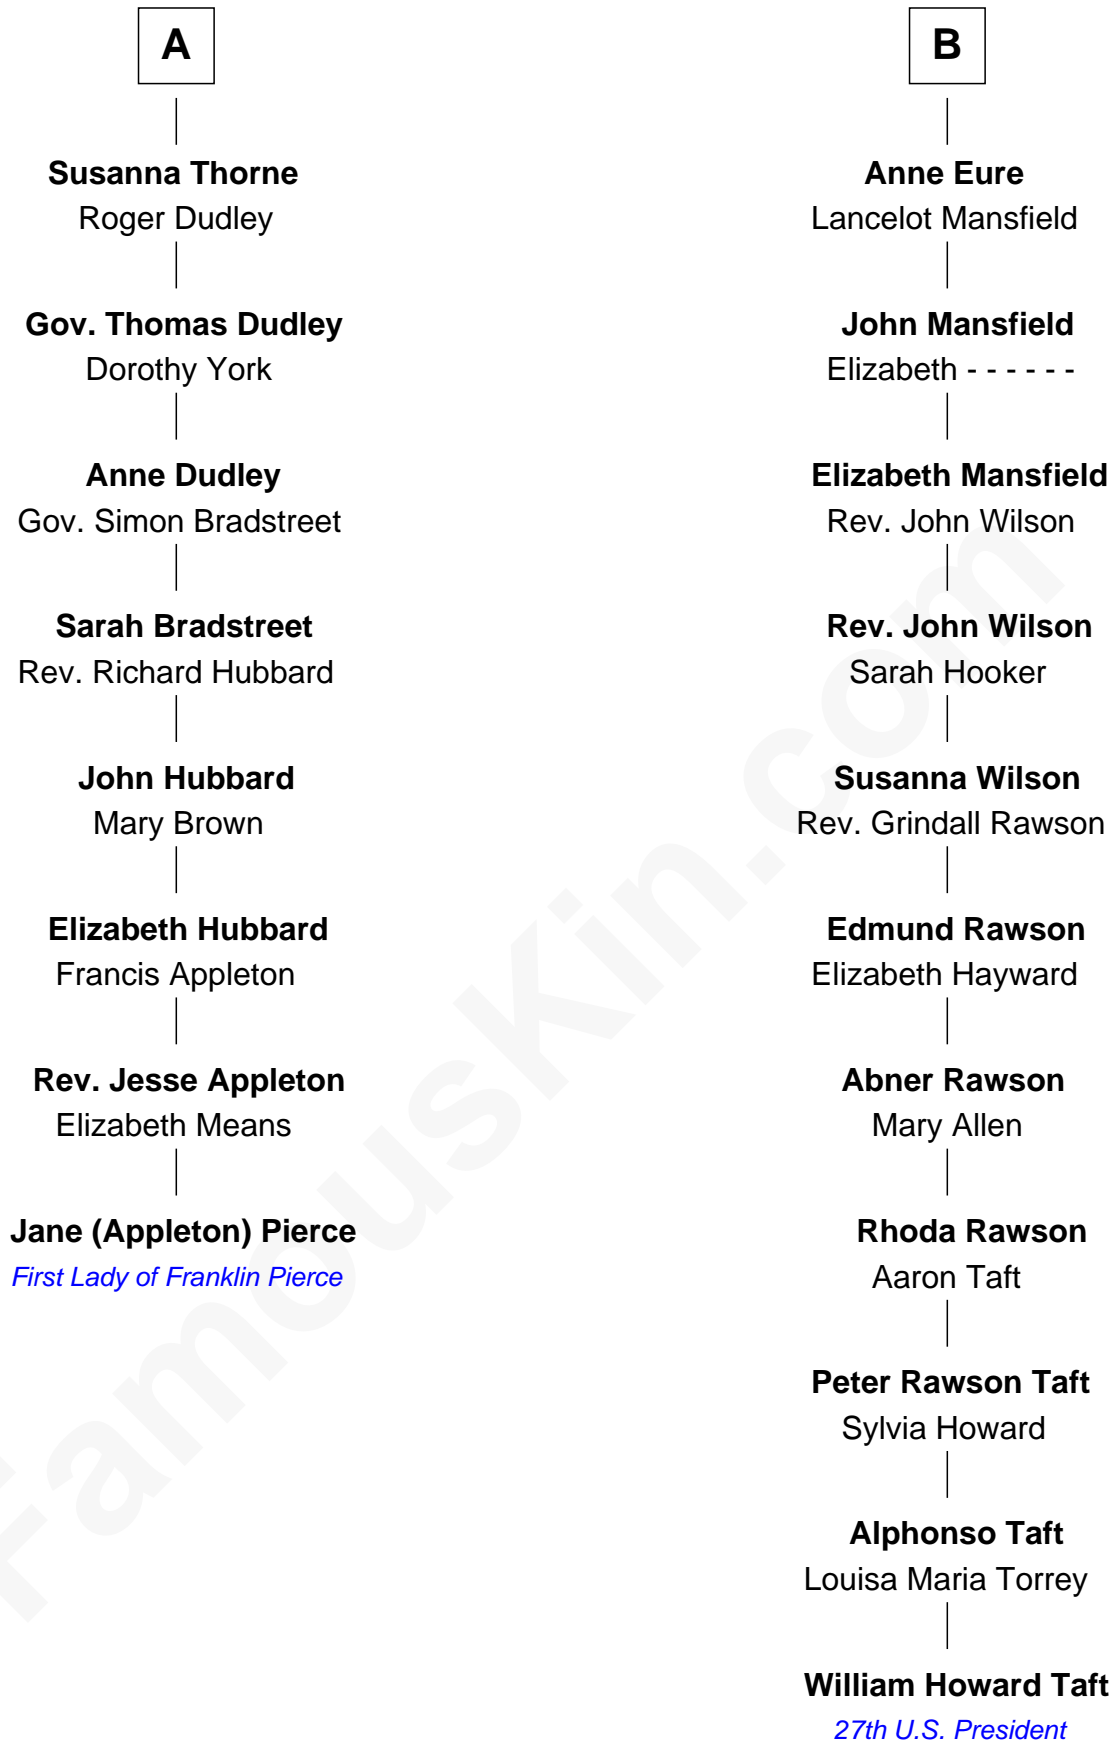 A
Susanna Thorne
Roger Dudley
Gov. Thomas Dudley
Dorothy York
Anne Dudley
Gov. Simon Bradstreet
Sarah Bradstreet
Rev. Richard Hubbard
John Hubbard
Mary Brown
Elizabeth Hubbard
Francis Appleton
Rev. Jesse Appleton
Elizabeth Means
Jane (Appleton) Pierce
First Lady of Franklin Pierce
B
Anne Eure
Lancelot Mansfield
John Mansfield
Elizabeth - - - - - -
Elizabeth Mansfield
Rev. John Wilson
Rev. John Wilson
Sarah Hooker
Susanna Wilson
Rev. Grindall Rawson
Edmund Rawson
Elizabeth Hayward
Abner Rawson
Mary Allen
Rhoda Rawson
Aaron Taft
Peter Rawson Taft
Sylvia Howard
Alphonso Taft
Louisa Maria Torrey
William Howard Taft
27th U.S. President
FamousKin.com